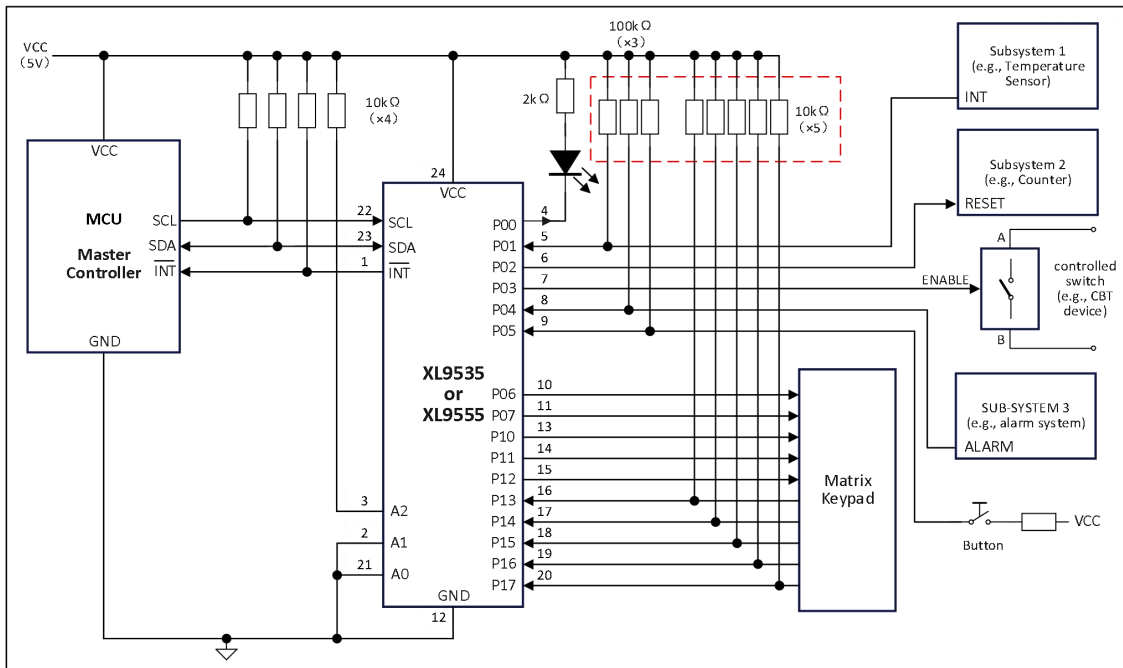 VCC
(5V)
100kΩ
(×3)
2kΩ
10kΩ
(×4)
10kΩ
(×5)
Subsystem 1
(e.g., Temperature
Sensor)
INT
Subsystem 2
(e.g., Counter)
RESET
A
ENABLE
controlled
switch
(e.g., CBT
device)
B
SUB-SYSTEM 3
(e.g., alarm system)
ALARM
VCC
Button
VCC
MCU
Master
Controller
SCL
SDA
INT
GND
24
VCC
22
SCL
23
SDA
1
INT
XL9535
or
XL9555
3
A2
2
A1
21
A0
GND
12
P00
4
P01
5
P02
6
P03
7
P04
8
P05
9
P06
10
P07
11
P10
13
P11
14
P12
15
P13
16
P14
17
P15
18
P16
19
P17
20
Matrix
Keypad